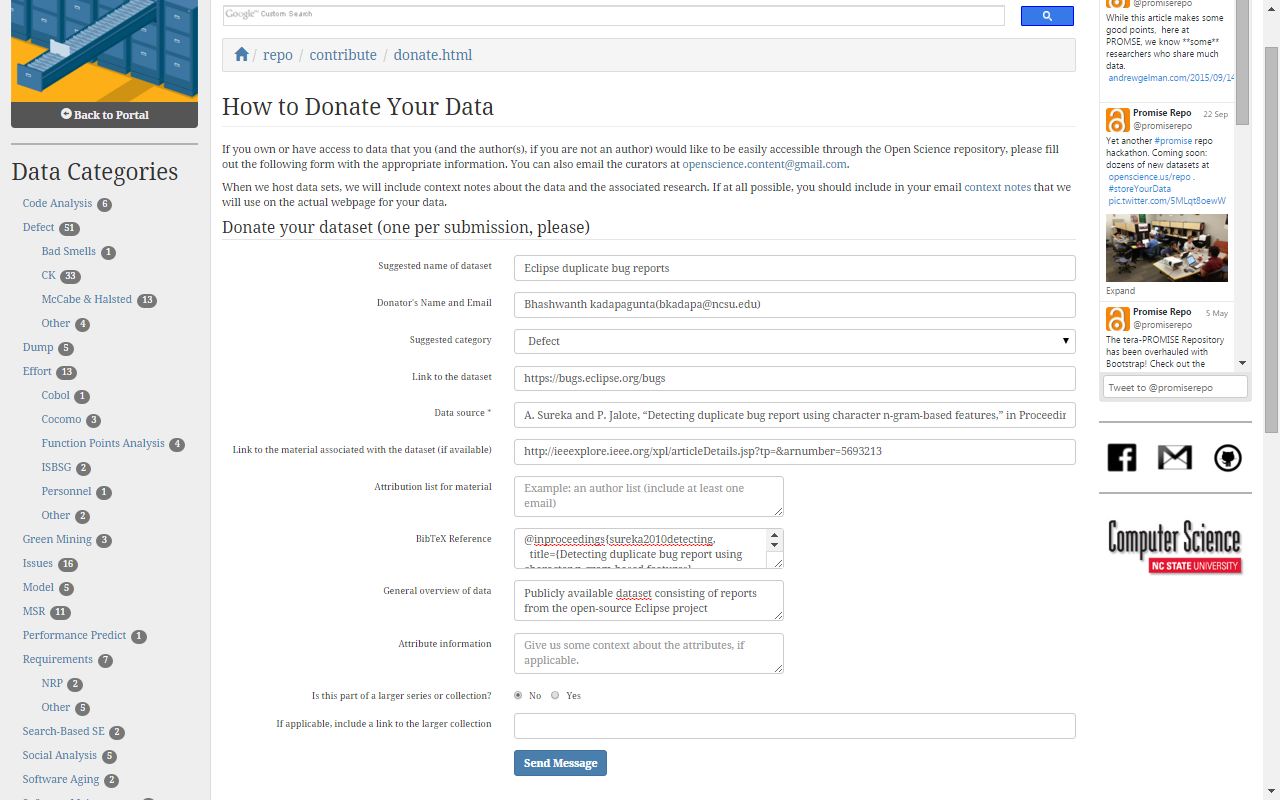 Back to Portal
Data Categories
Code Analysis 6
Defect 51
Bad Smells 1
CK 33
McCabe & Halsted 13
Other 4
Dump 5
Effort 13
Cobol 1
Cocomo 3
Function Points Analysis 4
ISBSG 2
Personnel 1
Other 2
Green Mining 3
Issues 16
Model 5
MSR 11
Performance Predict 1
Requirements 7
NRP 2
Other 5
Search-Based SE 2
Social Analysis 5
Software Aging 2
Google™ Custom Search
/ repo / contribute / donate.html
How to Donate Your Data
If you own or have access to data that you (and the author(s), if you are not an author) would like to be easily accessible through the Open Science repository, please fill
out the following form with the appropriate information. You can also email the curators at openscience.content@gmail.com.
When we host data sets, we will include context notes about the data and the associated research. If at all possible, you should include in your email context notes that we
will use on the actual webpage for your data.
Donate your dataset (one per submission, please)
Suggested name of dataset
Eclipse duplicate bug reports
Donator's Name and Email
Bhashwanth kadapagunta(bkadapa@ncsu.edu)
Suggested category
Defect
Link to the dataset
https://bugs.eclipse.org/bugs
Data source *
A. Sureka and P. Jalote, “Detecting duplicate bug report using character n-gram-based features,” in Proceedin
Link to the material associated with the dataset (if available)
http://ieeexplore.ieee.org/xpl/articleDetails.jsp?tp=&arnumber=5693213
Attribution list for material
Example: an author list (include at least one
email)
BibTeX Reference
@inproceedings{sureka2010detecting,
title={Detecting duplicate bug report using
character n-gram-based features},
General overview of data
Publicly available dataset consisting of reports
from the open-source Eclipse project
Attribute information
Give us some context about the attributes, if
applicable.
Is this part of a larger series or collection?
No Yes
If applicable, include a link to the larger collection
Send Message
@promiserepo
While this article makes some
good points, here at
PROMSE, we know **some**
researchers who share much
data.
andrewgelman.com/2015/09/14
Promise Repo 22 Sep
@promiserepo
Yet another #promise repo
hackathon. Coming soon:
dozens of new datasets at
openscience.us/repo .
#storeYourData
pic.twitter.com/5MLqt8oewW
Expand
Promise Repo 5 May
@promiserepo
The tera-PROMISE Repository
has been overhauled with
Bootstrap! Check out the
Tweet to @promiserepo
Computer Science
NC STATE UNIVERSITY